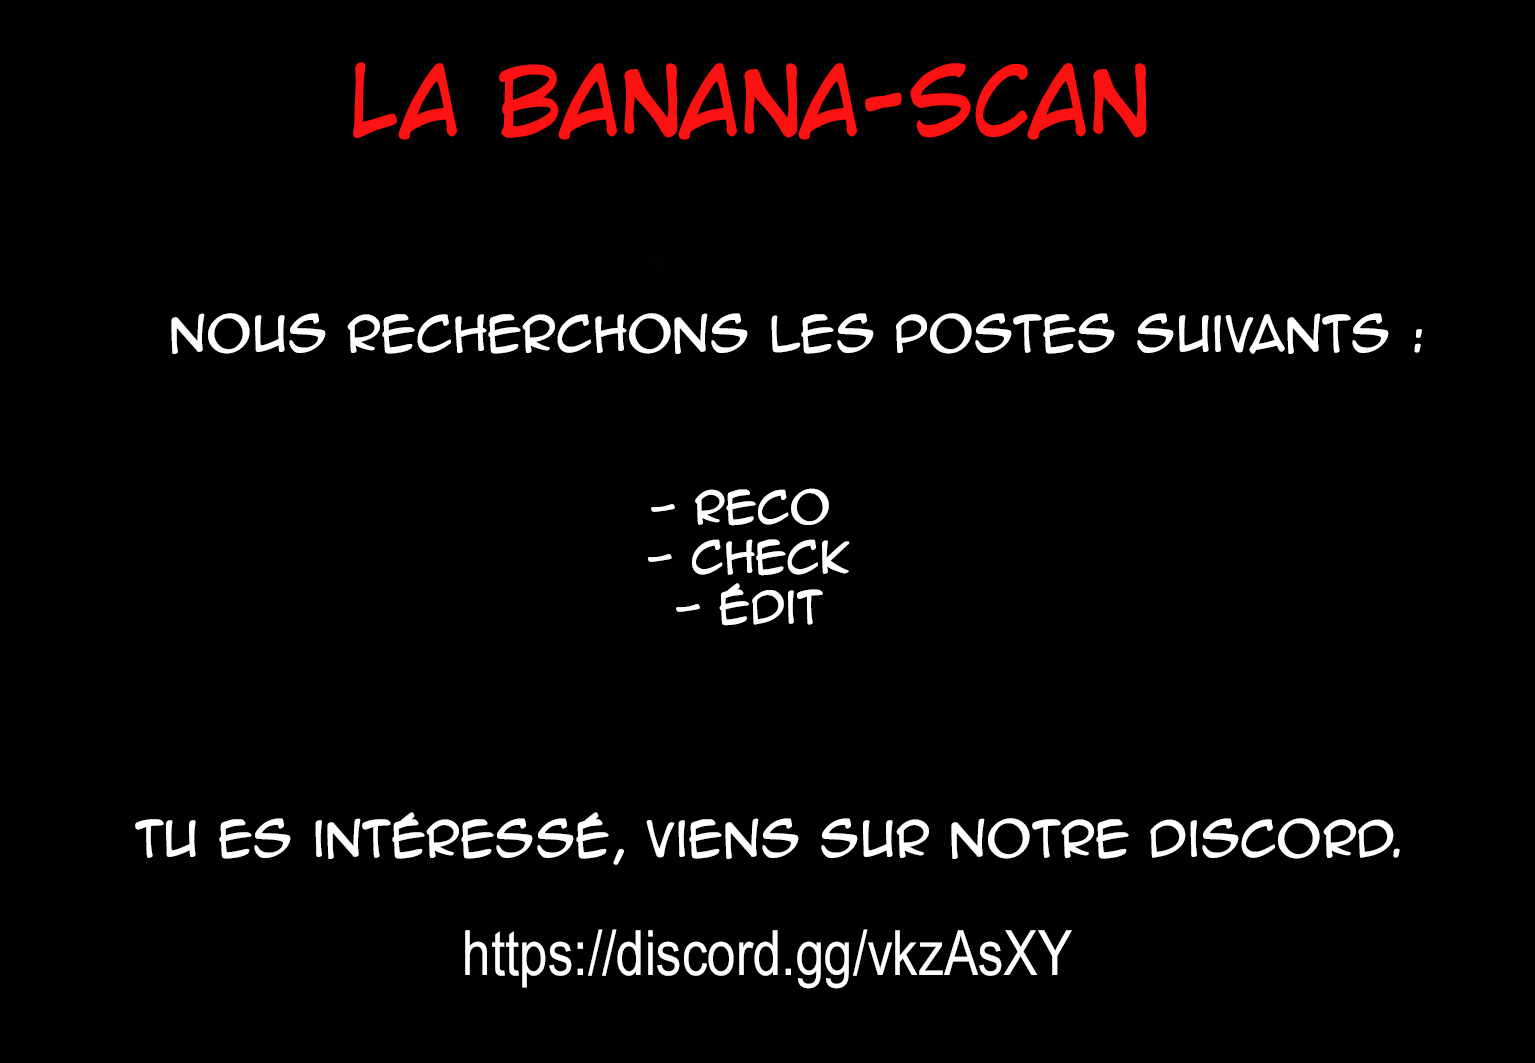 LA BANANA-SCAN
NOUS RECHERCHONS LES POSTES SUIVANTS :
- RECO
- CHECK
- ÉDIT
TU ES INTÉRESSÉ, VIENS SUR NOTRE DISCORD.
https://discord.gg/vkzAsXY